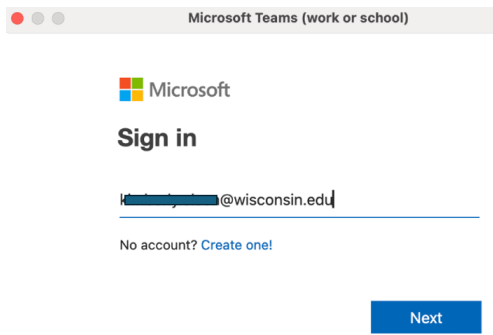 Microsoft Teams (work or school)
Microsoft
Sign in
@wisconsin.edu
No account? Create one!
Next